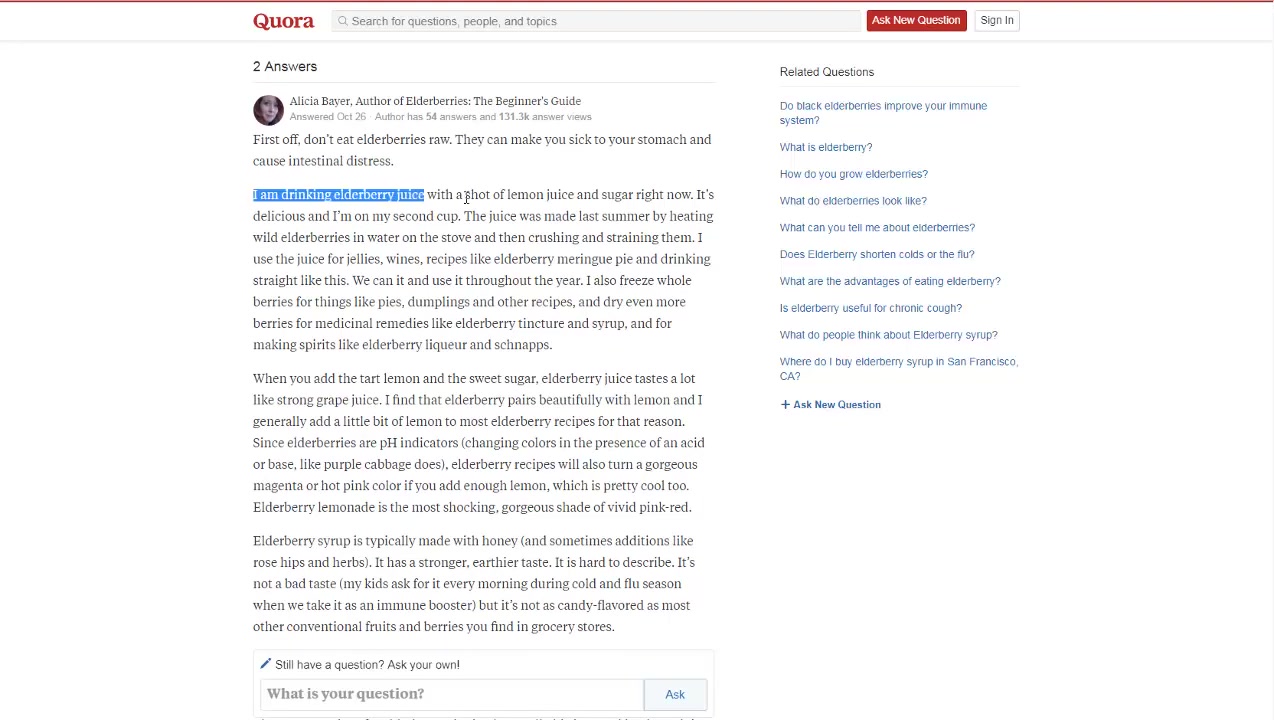 Quora
Search for questions, people, and topics
Ask New Question
Sign In
2 Answers
Alicia Bayer, Author of Elderberries: The Beginner's Guide
Answered Oct 26 · Author has 54 answers and 131.3k answer views
First off, don’t eat elderberries raw. They can make you sick to your stomach and
cause intestinal distress.
I am drinking elderberry juice with a shot of lemon juice and sugar right now. It’s
delicious and I’m on my second cup. The juice was made last summer by heating
wild elderberries in water on the stove and then crushing and straining them. I
use the juice for jellies, wines, recipes like elderberry meringue pie and drinking
straight like this. We can it and use it throughout the year. I also freeze whole
berries for things like pies, dumplings and other recipes, and dry even more
berries for medicinal remedies like elderberry tincture and syrup, and for
making spirits like elderberry liqueur and schnapps.
When you add the tart lemon and the sweet sugar, elderberry juice tastes a lot
like strong grape juice. I find that elderberry pairs beautifully with lemon and I
generally add a little bit of lemon to most elderberry recipes for that reason.
Since elderberries are pH indicators (changing colors in the presence of an acid
or base, like purple cabbage does), elderberry recipes will also turn a gorgeous
magenta or hot pink color if you add enough lemon, which is pretty cool too.
Elderberry lemonade is the most shocking, gorgeous shade of vivid pink-red.
Elderberry syrup is typically made with honey (and sometimes additions like
rose hips and herbs). It has a stronger, earthier taste. It is hard to describe. It’s
not a bad taste (my kids ask for it every morning during cold and flu season
when we take it as an immune booster) but it’s not as candy-flavored as most
other conventional fruits and berries you find in grocery stores.
Still have a question? Ask your own!
What is your question?
Ask
Related Questions
Do black elderberries improve your immune
system?
What is elderberry?
How do you grow elderberries?
What do elderberries look like?
What can you tell me about elderberries?
Does Elderberry shorten colds or the flu?
What are the advantages of eating elderberry?
Is elderberry useful for chronic cough?
What do people think about Elderberry syrup?
Where do I buy elderberry syrup in San Francisco,
CA?
+ Ask New Question